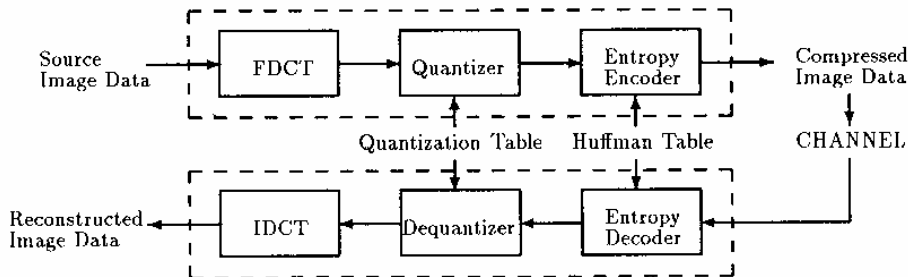 Source
Image Data
FDCT
Quantizer
Entropy
Encoder
Compressed
Image Data
Quantization Table
Huffman Table
CHANNEL
Reconstructed
Image Data
IDCT
Dequantizer
Entropy
Decoder